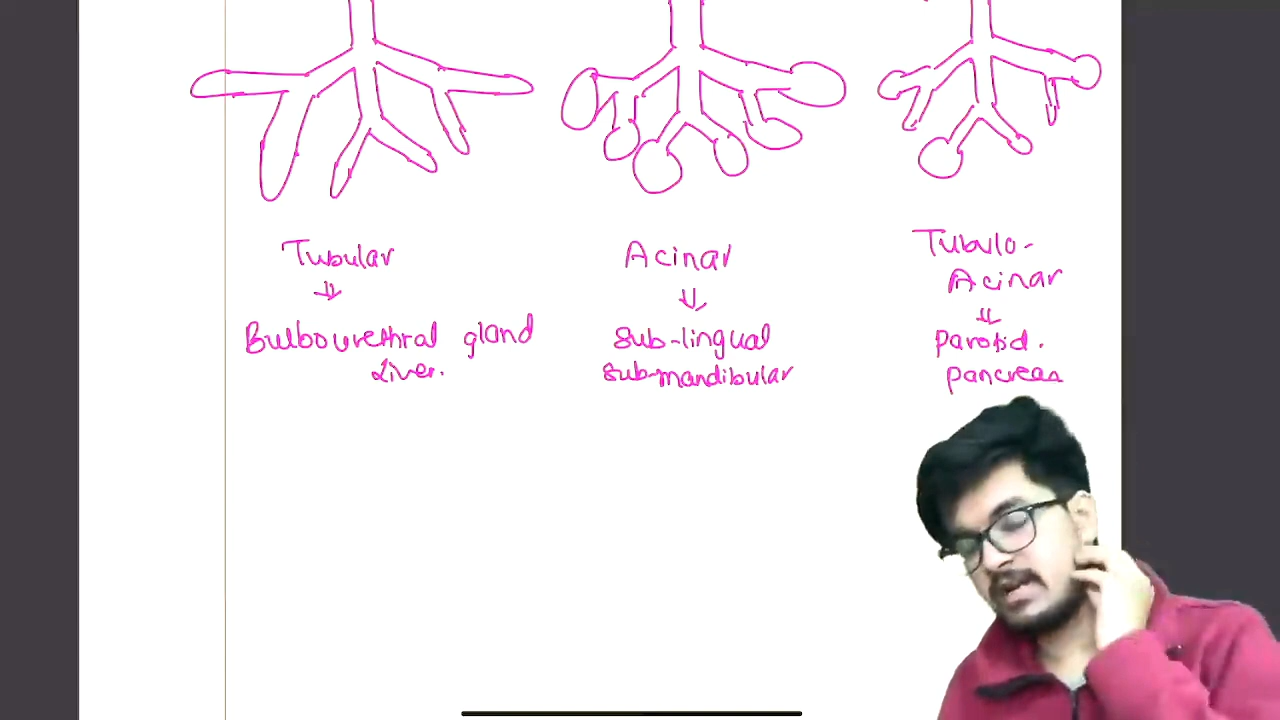 Tubular
Bulbourethral gland
Liver.
Acinar
Sub-lingual
Sub-mandibular
Tubulo-
Acinar
Parotid.
Pancreas